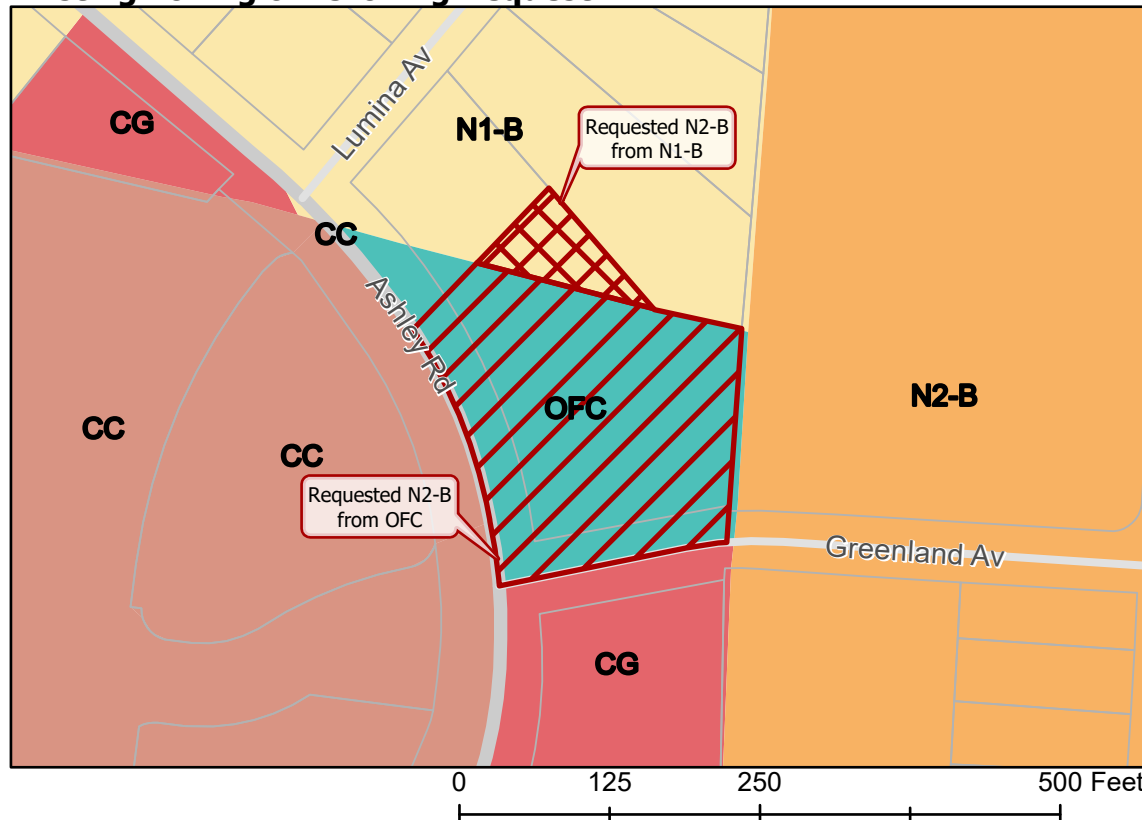 CG
Lumina Av
N1-B
Requested N2-B
from N1-B
CC
Ashley Rd
OFC
N2-B
CC
CC
Requested N2-B
from OFC
Greenland Av
CG
0 125 250 500 Feet